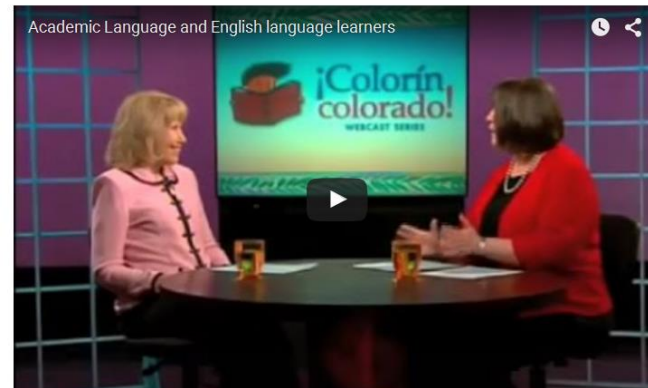 Academic Language and English language learners
¡Colorín
colorado!
WEBCAST SERIES